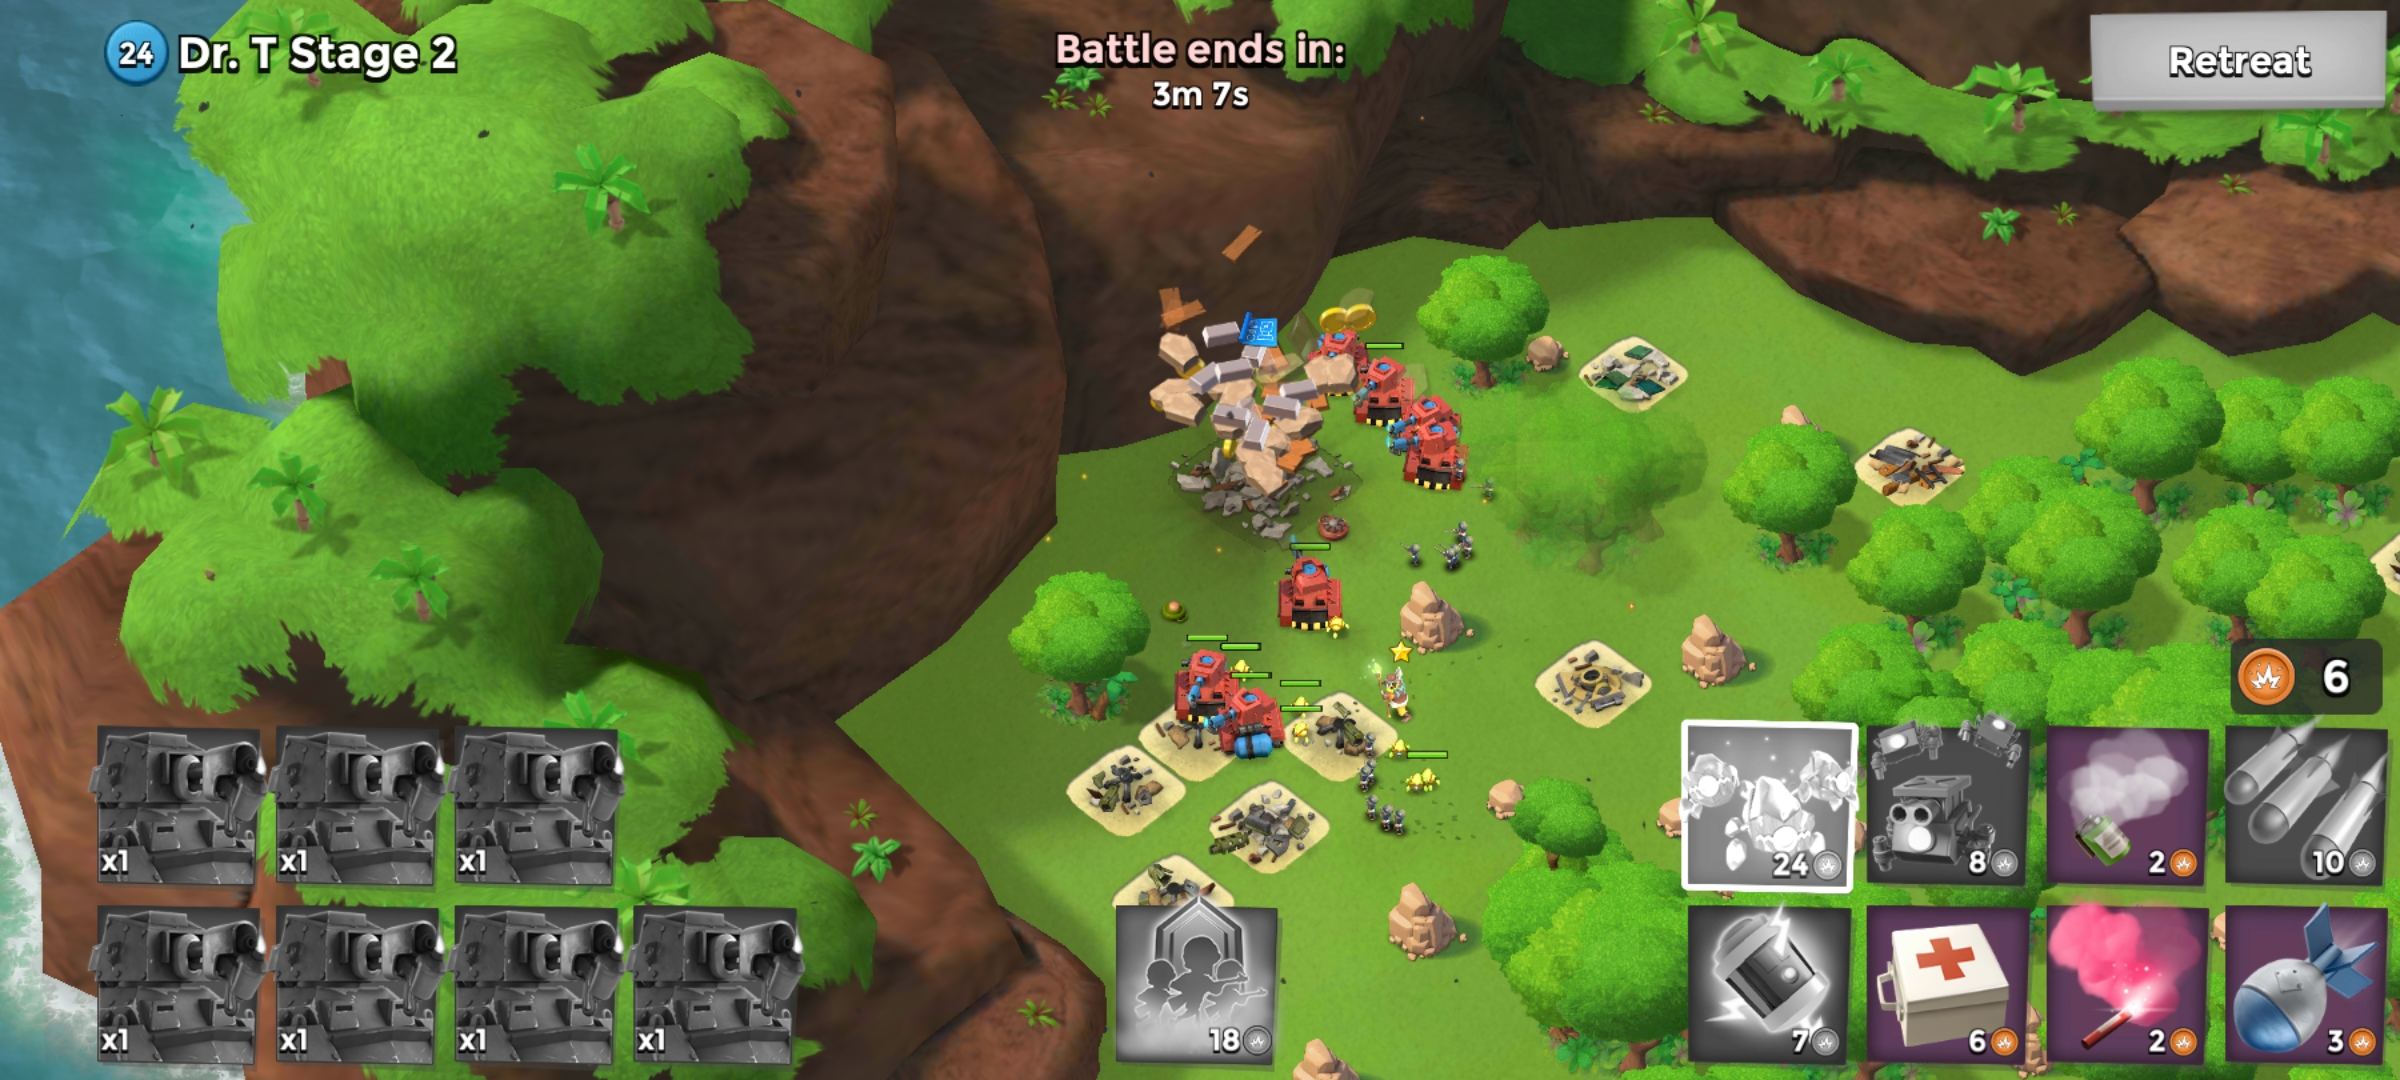 24 Dr. T Stage 2
Battle ends in:
3m 7s
Retreat
6
x1 x1 x1
24 8 2 10
x1 x1 x1 x1
18 7 6 2 3